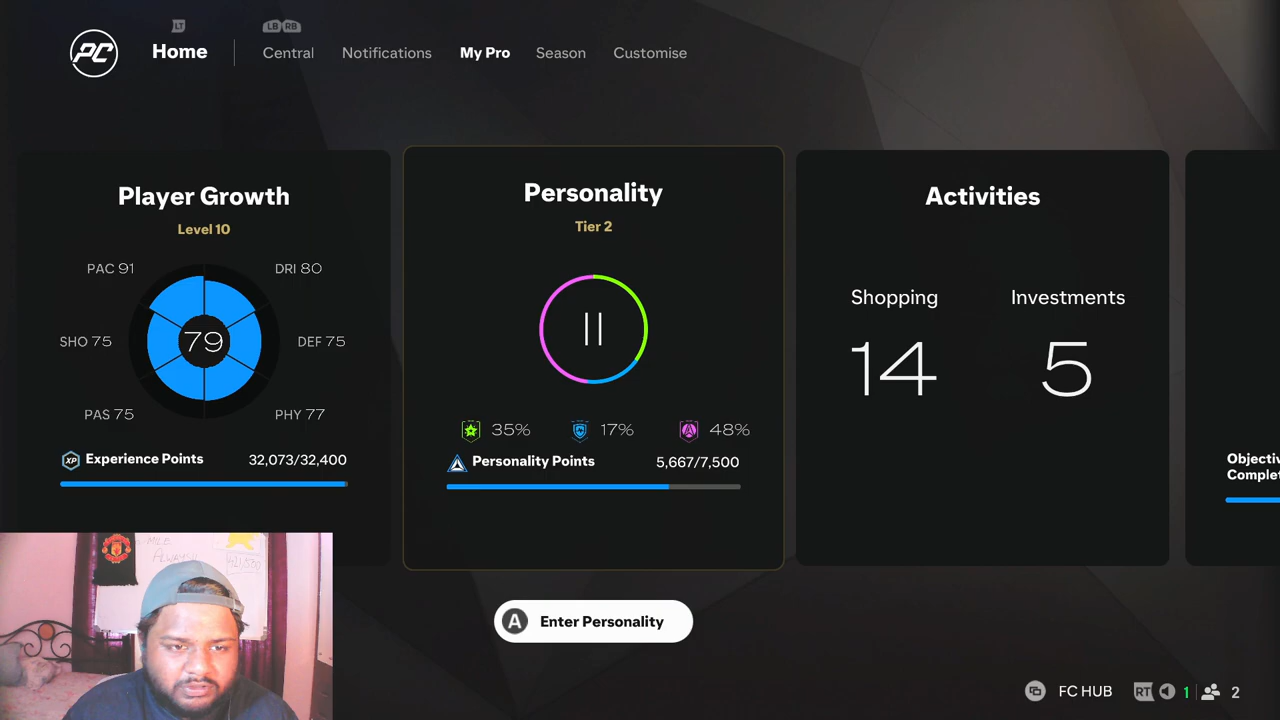 LT
LB RB
PC
Home
Central
Notifications
My Pro
Season
Customise
Player Growth
Level 10
PAC 91
DRI 80
SHO 75
79
DEF 75
PAS 75
PHY 77
XP
Experience Points
32,073/32,400
Personality
Tier 2
II
35%
17%
48%
Personality Points
5,667/7,500
Activities
Shopping
Investments
14
5
Objecti
Complet
A Enter Personality
ALWAYS!!
FC HUB
RT
1
2